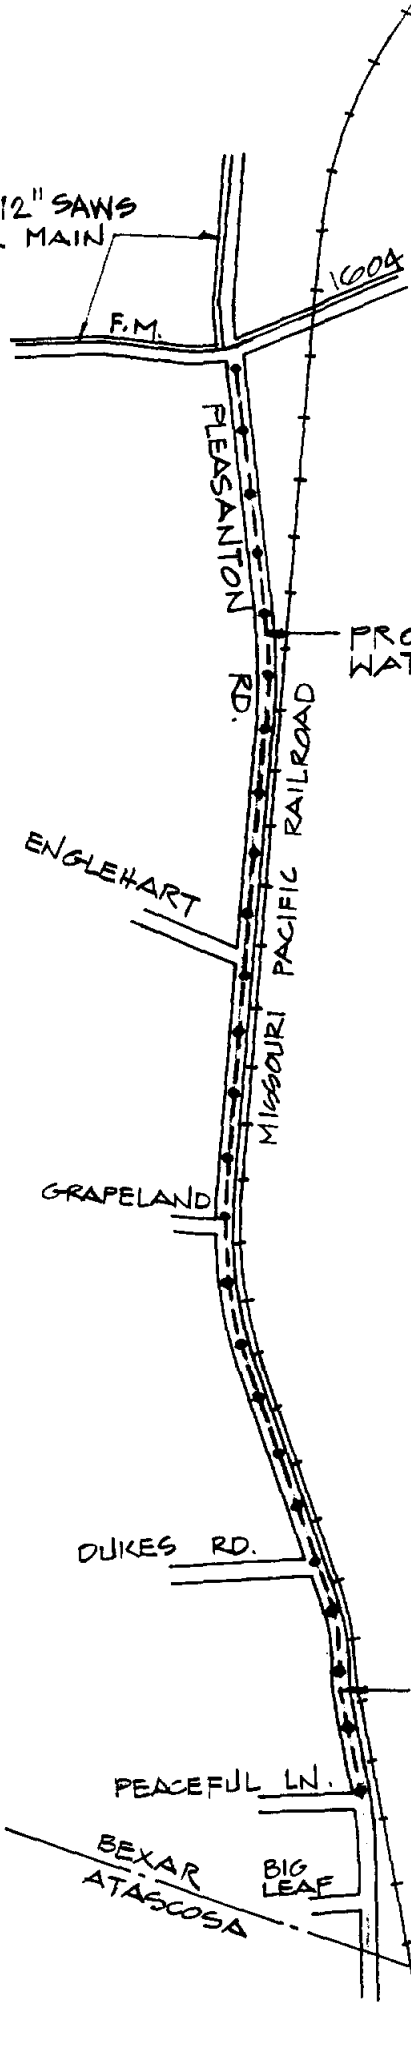 12" SAWS
MAIN
1604
F.M.
PLEASANTON
RD.
PRO
WAT
MISSOURI PACIFIC RAILROAD
ENGLEHART
GRAPELAND
DUKES RD.
PEACEFUL LN.
BEXAR
ATASCOSA
BIG
LEAF